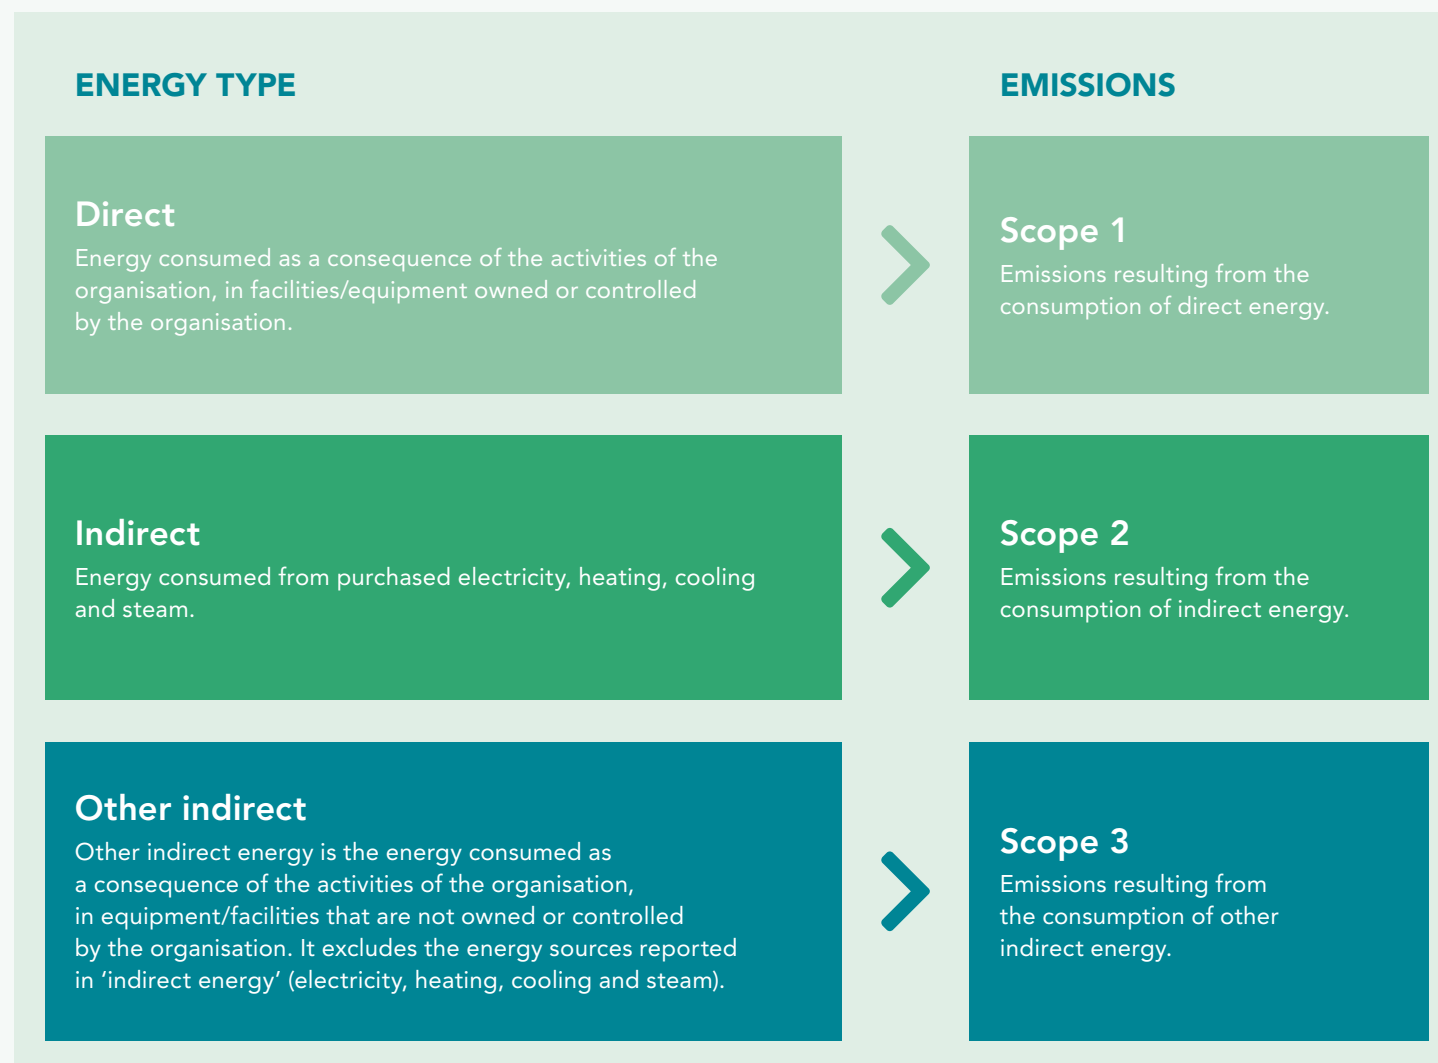 ENERGY TYPE
EMISSIONS
Direct
Energy consumed as a consequence of the activities of the
organisation, in facilities/equipment owned or controlled
by the organisation.
Scope 1
Emissions resulting from the
consumption of direct energy.
Indirect
Energy consumed from purchased electricity, heating, cooling
and steam.
Scope 2
Emissions resulting from the
consumption of indirect energy.
Other indirect
Other indirect energy is the energy consumed as
a consequence of the activities of the organisation,
in equipment/facilities that are not owned or controlled
by the organisation. It excludes the energy sources reported
in ‘indirect energy’ (electricity, heating, cooling and steam).
Scope 3
Emissions resulting from
the consumption of other
indirect energy.